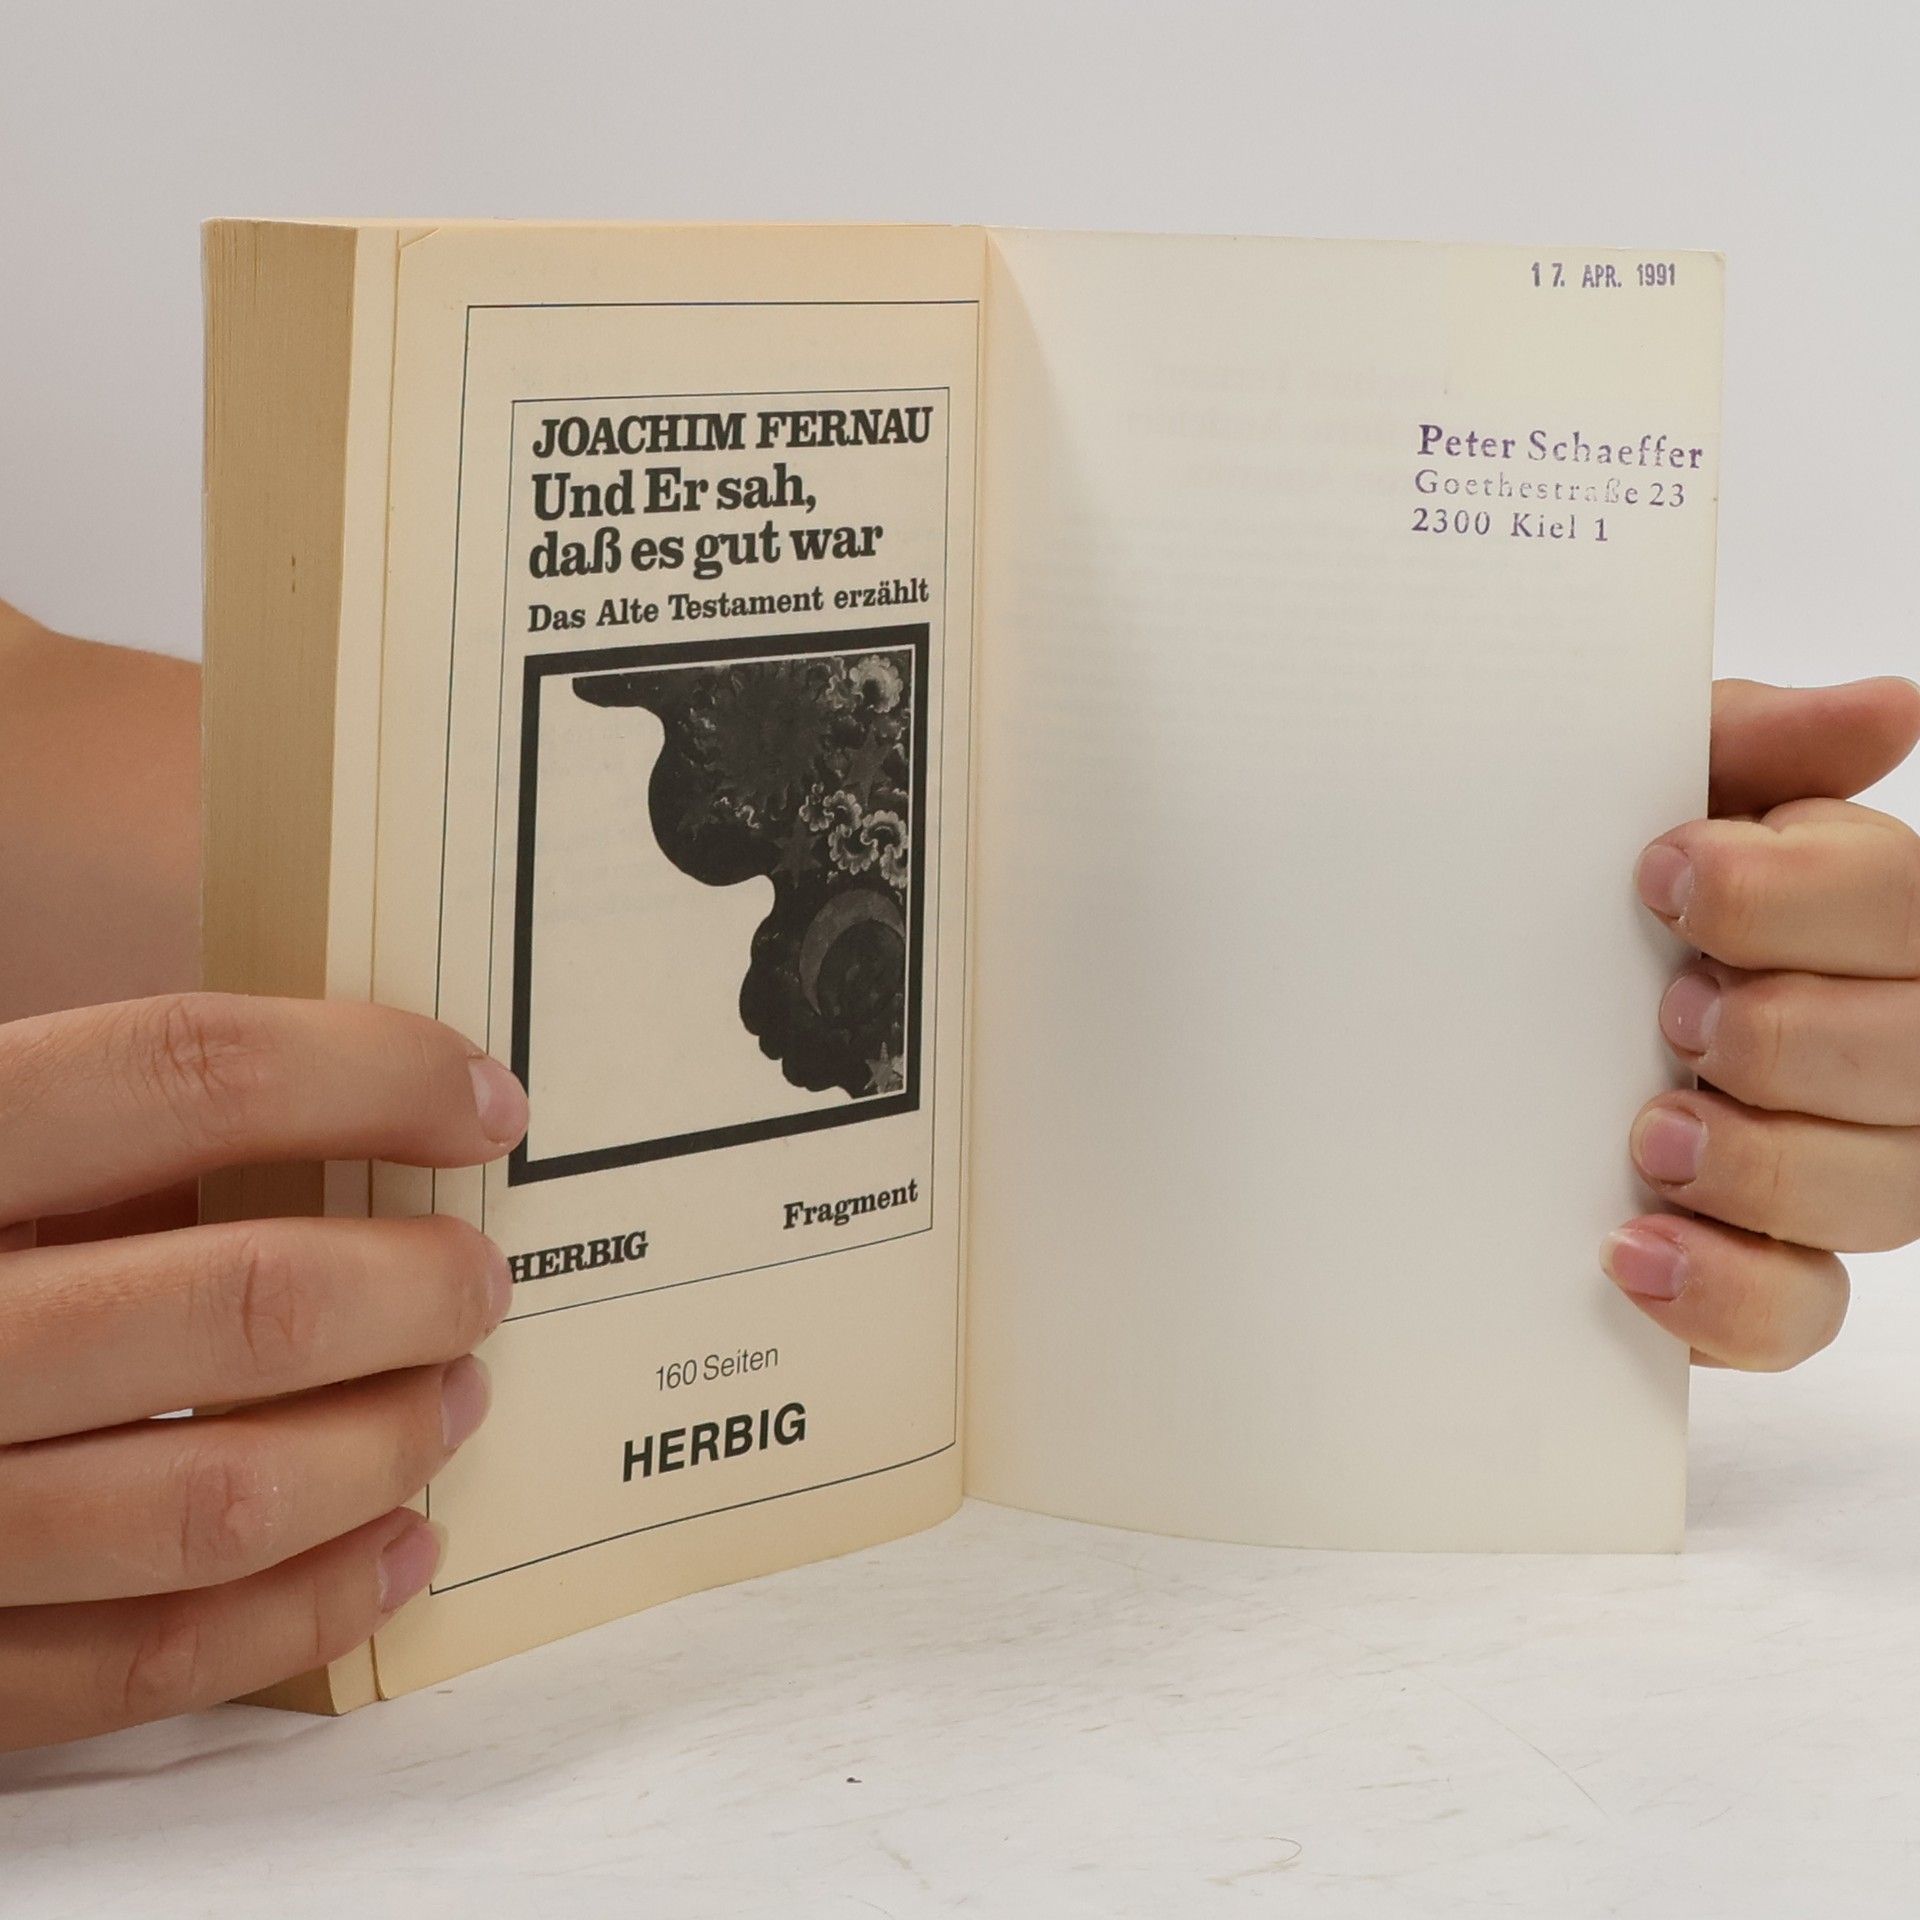 JOACHIM FERNAU
Und Er sah,
daß es gut war
Das Alte Testament erzählt
HERBIG
Fragment
160 Seiten
HERBIG
17. APR. 1991
Peter Schaeffer
Goethestraße 23
2300 Kiel 1